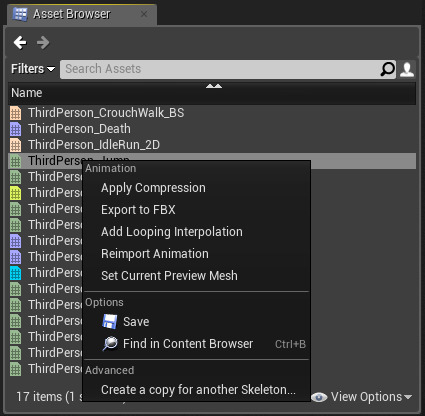 Asset Browser
Filters
Search Assets
Name
ThirdPerson_CrouchWalk_BS
ThirdPerson_Death
ThirdPerson_IdleRun_2D
ThirdPerson_Jump
ThirdPerson
Animation
ThirdPerson
Apply Compression
ThirdPerson
Export to FBX
ThirdPerson
Add Looping Interpolation
ThirdPerson
Reimport Animation
ThirdPerson
Set Current Preview Mesh
ThirdPerson
ThirdPerson
Options
ThirdPerson
Save
ThirdPerson
Find in Content Browser Ctrl+B
ThirdPerson
ThirdPerson
Advanced
ThirdPerson
Create a copy for another Skeleton...
17 items (1 s
View Options